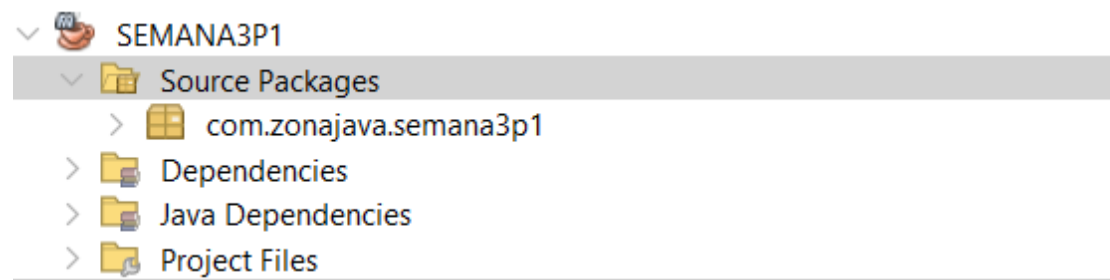 SEMANA3P1
Source Packages
com.zonajava.semana3p1
Dependencies
Java Dependencies
Project Files